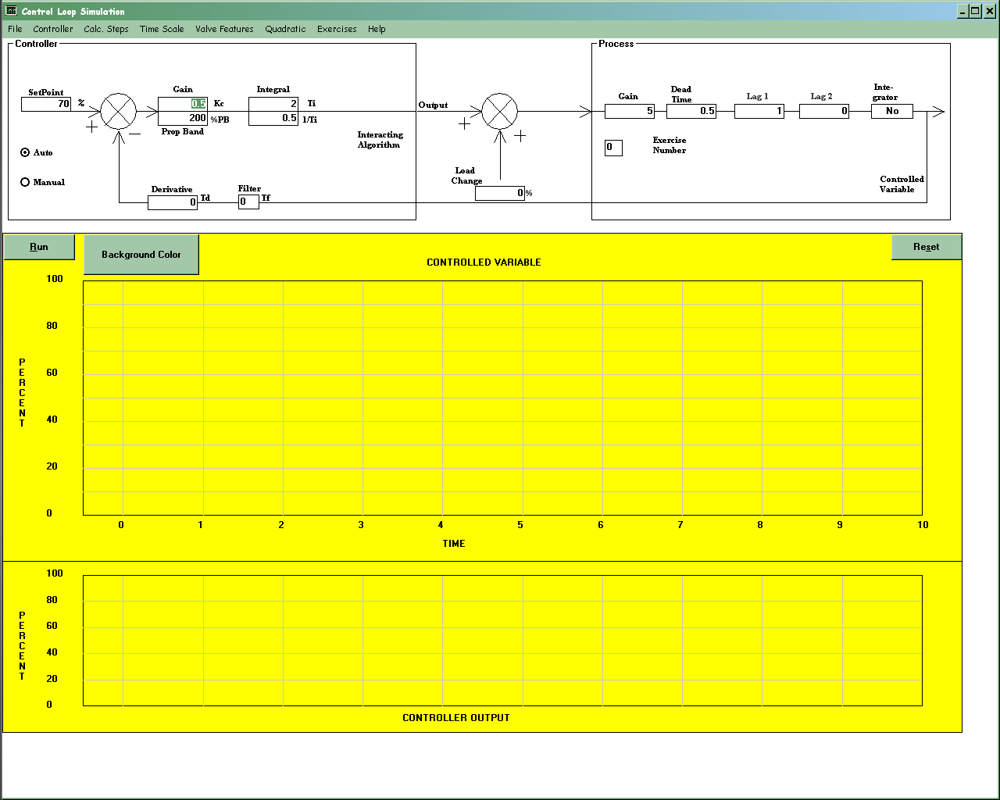 Control Loop Simulation
File Controller Calc. Steps Time Scale Valve Features Quadratic Exercises Help
Controller
Process
SetPoint
70 %
Gain
0.5 Kc
200 %PB
Prop Band
Integral
2 Ti
0.5 1/Ti
Interacting
Algorithm
Auto
Manual
Derivative
0 Td
Filter
0 Tf
Output
Load
Change
0 %
Gain
5
Dead
Time
0.5
Lag 1
1
Lag 2
0
Inte-
grator
No
0
Exercise
Number
Controlled
Variable
Run
Background Color
Reset
CONTROLLED VARIABLE
100
80
60
40
20
0
PERCENT
0 1 2 3 4 5 6 7 8 9 10
TIME
100
80
60
40
20
0
PERCENT
CONTROLLER OUTPUT